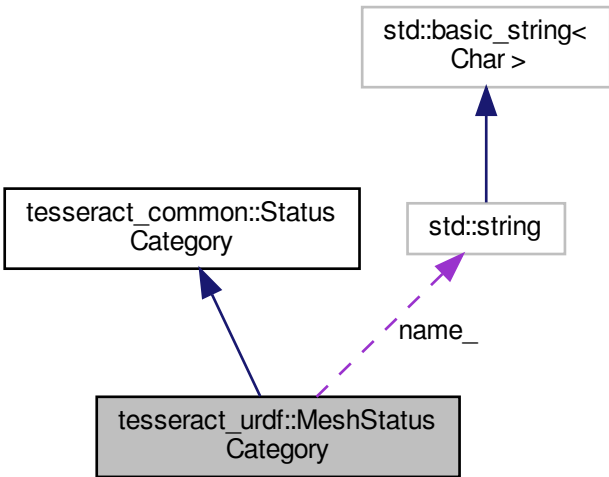 std::basic_string<
Char >
tesseract_common::Status
Category
std::string
name_
tesseract_urdf::MeshStatus
Category